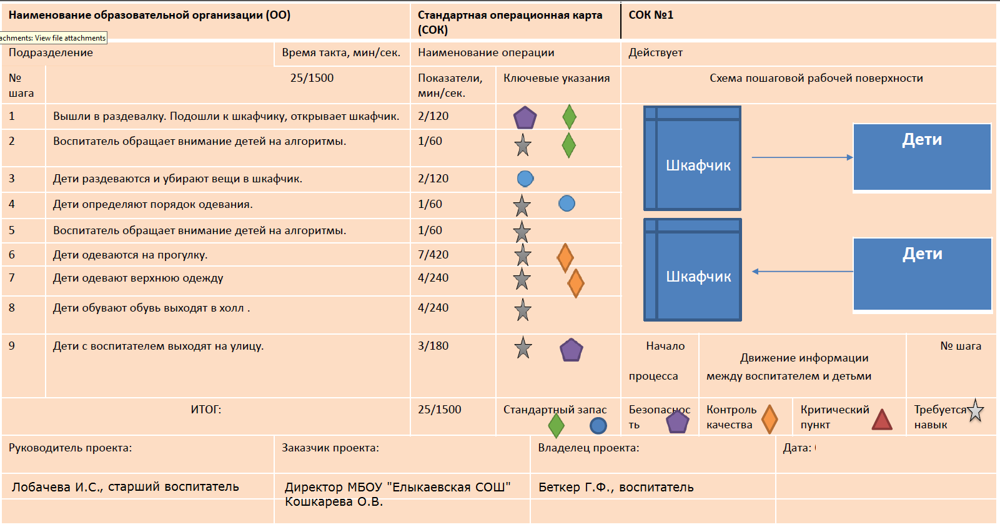 Наименование образовательной организации (ОО)
Стандартная операционная карта
(СОК)
СОК №1
achments: View file attachments
Подразделение
Время такта, мин/сек.
Наименование операции
Действует
№
шага
25/1500
Показатели,
мин/сек.
Ключевые указания
Схема пошаговой рабочей поверхности
1
Вышли в раздевалку. Подошли к шкафчику, открывает шкафчик.
2/120
2
Воспитатель обращает внимание детей на алгоритмы.
1/60
3
Дети раздеваются и убирают вещи в шкафчик.
2/120
4
Дети определяют порядок одевания.
1/60
5
Воспитатель обращает внимание детей на алгоритмы.
1/60
6
Дети одеваются на прогулку.
7/420
7
Дети одевают верхнюю одежду
4/240
8
Дети обувают обувь выходят в холл .
4/240
9
Дети с воспитателем выходят на улицу.
3/180
Шкафчик
Дети
Шкафчик
Дети
Начало
процесса
Движение информации
между воспитателем и детьми
№ шага
ИТОГ:
25/1500
Стандартный запас
Безопаснос
ть
Контроль
качества
Критический
пункт
Требуется
навык
Руководитель проекта:
Заказчик проекта:
Владелец проекта:
Дата:
Лобачева И.С., старший воспитатель
Директор МБОУ "Елыкаевская СОШ"
Кошкарева О.В.
Беткер Г.Ф., воспитатель